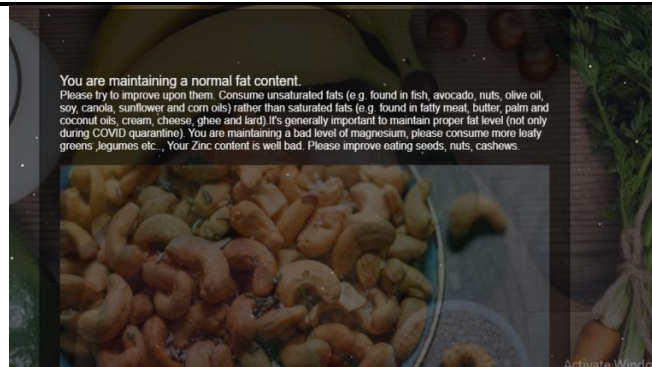 You are maintaining a normal fat content.
Please try to improve upon them. Consume unsaturated fats (e.g. found in fish, avocado, nuts, olive oil,
soy, canola, sunflower and corn oils) rather than saturated fats (e.g. found in fatty meat, butter, palm and
coconut oils, cream, cheese, ghee and lard).It's generally important to maintain proper fat level (not only
during COVID quarantine). You are maintaining a bad level of magnesium, please consume more leafy
greens ,legumes etc.., Your Zinc content is well bad. Please improve eating seeds, nuts, cashews.
Activate Windo